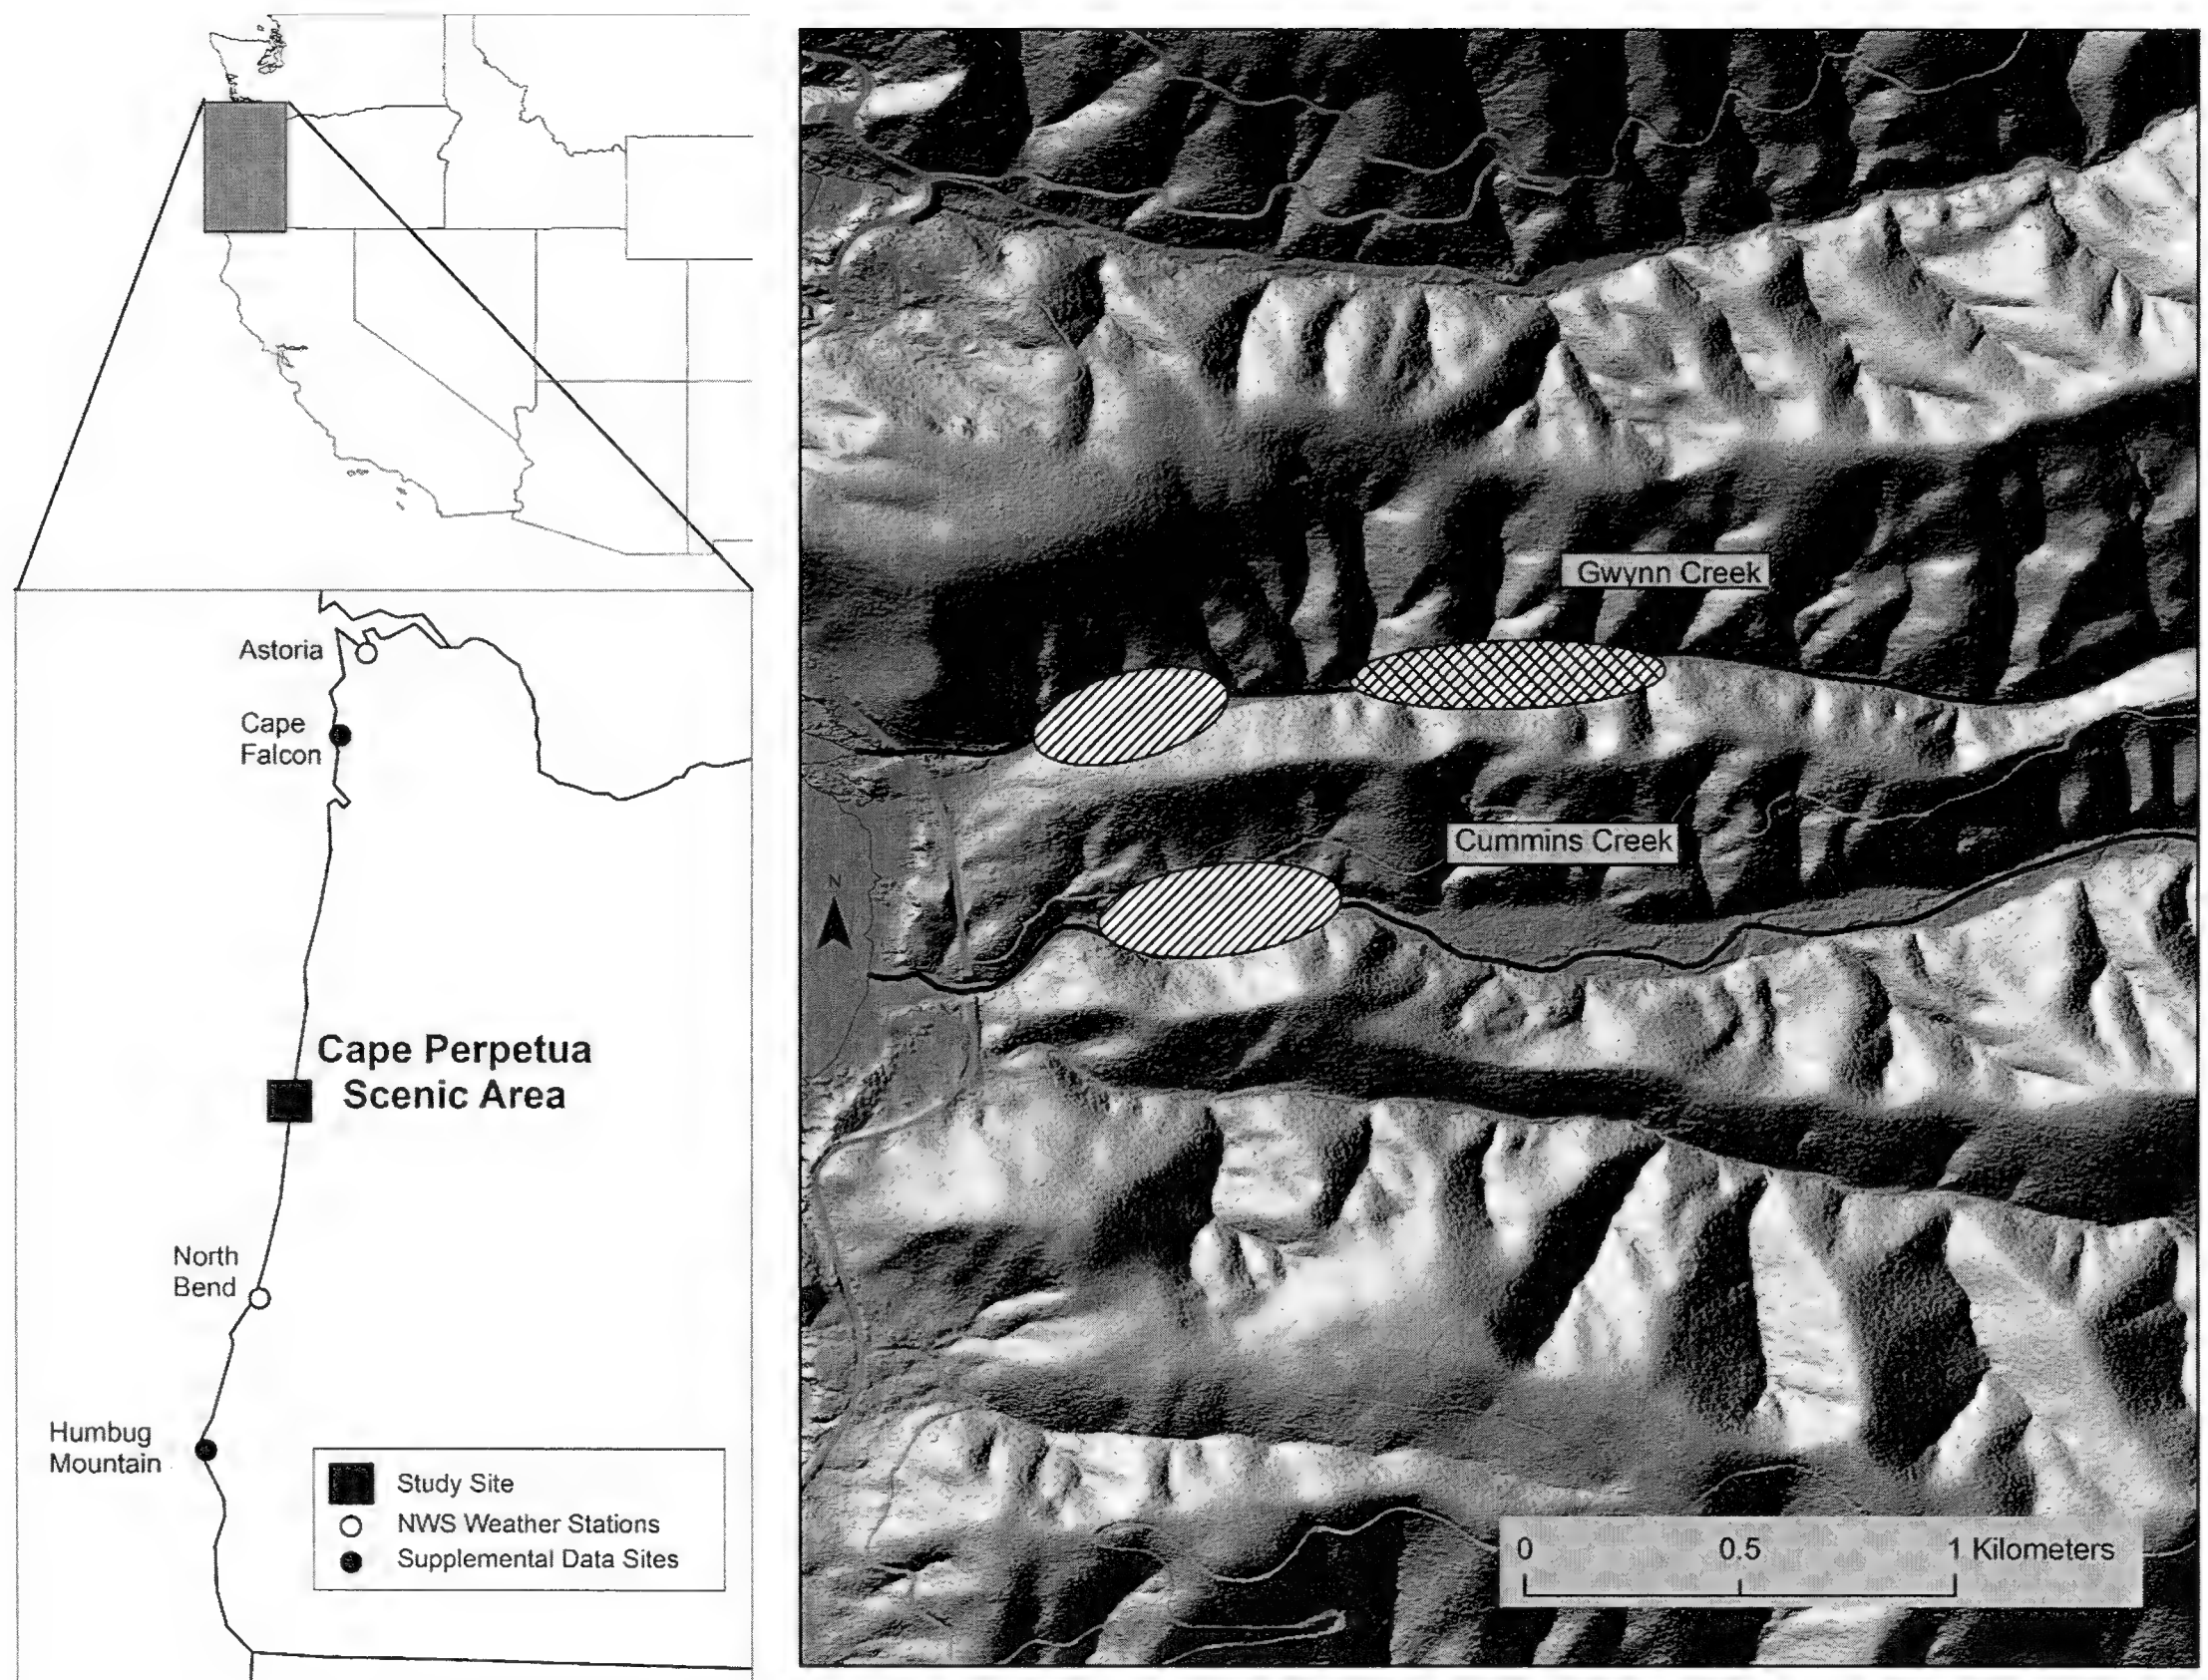 Astoria
Cape
Falcon
Cape Perpetua
Scenic Area
North
Bend
Humbug
Mountain
Study Site
NWS Weather Stations
Supplemental Data Sites
Gwynn Creek
Cummins Creek
N
0 0.5 1 Kilometers